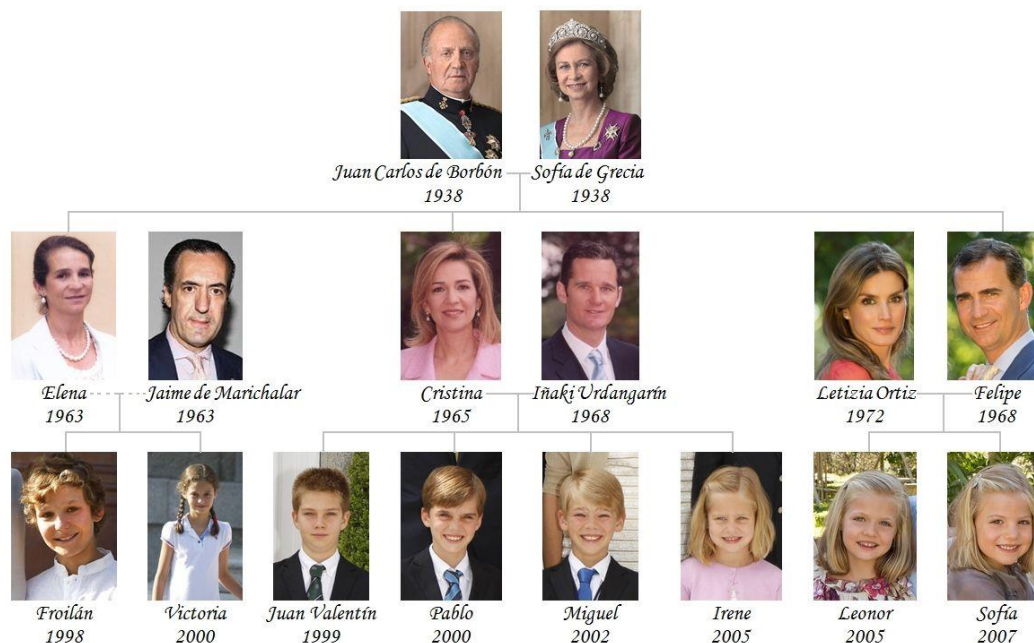 Juan Carlos de Borbón
1938
Sofía de Grecia
1938
Elena
1963
Jaime de Marichalar
1963
Cristina
1965
Iñaki Urdangarín
1968
Letizia Ortiz
1972
Felipe
1968
Froilán
1998
Victoria
2000
Juan Valentín
1999
Pablo
2000
Miguel
2002
Irene
2005
Leonor
2005
Sofía
2007